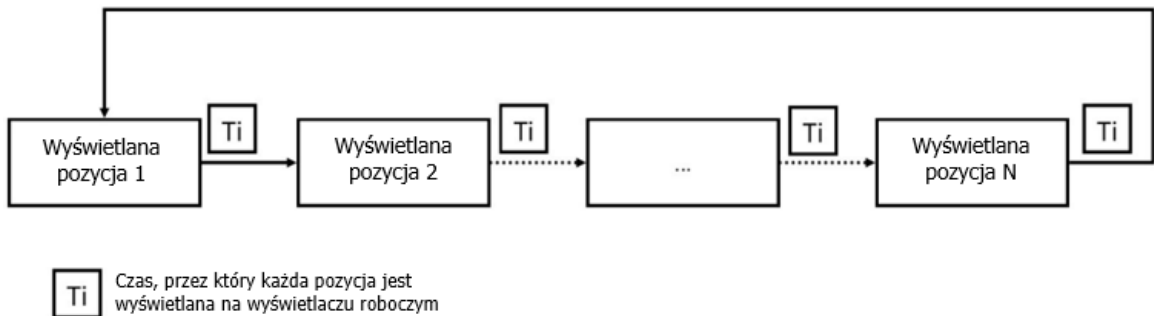 Wyświetlana
pozycja 1
Ti
Wyświetlana
pozycja 2
Ti
...
Ti
Wyświetlana
pozycja N
Ti
Ti
Czas, przez który każda pozycja jest
wyświetlana na wyświetlaczu roboczym